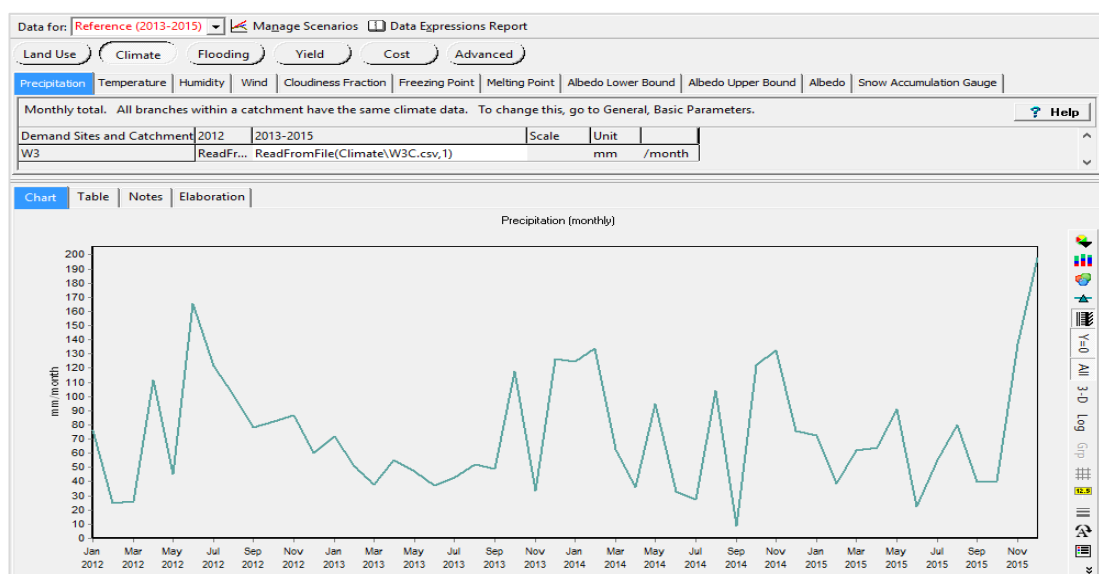 Data for: Reference (2013-2015) Manage Scenarios Data Expressions Report
Land Use Climate Flooding Yield Cost Advanced
Precipitation Temperature Humidity Wind Cloudiness Fraction Freezing Point Melting Point Albedo Lower Bound Albedo Upper Bound Albedo Snow Accumulation Gauge
Monthly total. All branches within a catchment have the same climate data. To change this, go to General, Basic Parameters.
? Help
Demand Sites and Catchment 2012 2013-2015 Scale Unit
W3 ReadFr... ReadFromFile(Climate\W3C.csv,1) mm /month
Chart Table Notes Elaboration
Precipitation (monthly)
200
190
180
170
160
150
140
130
120
110
100
90
80
70
60
50
40
30
20
10
0
mm/month
Jan Mar May Jul Sep Nov Jan Mar May Jul Sep Nov Jan Mar May Jul Sep Nov Jan Mar May Jul Sep Nov
2012 2012 2012 2012 2012 2012 2013 2013 2013 2013 2013 2013 2014 2014 2014 2014 2014 2014 2015 2015 2015 2015 2015 2015
Y=0
All
3-D
Log
Grp
12.5